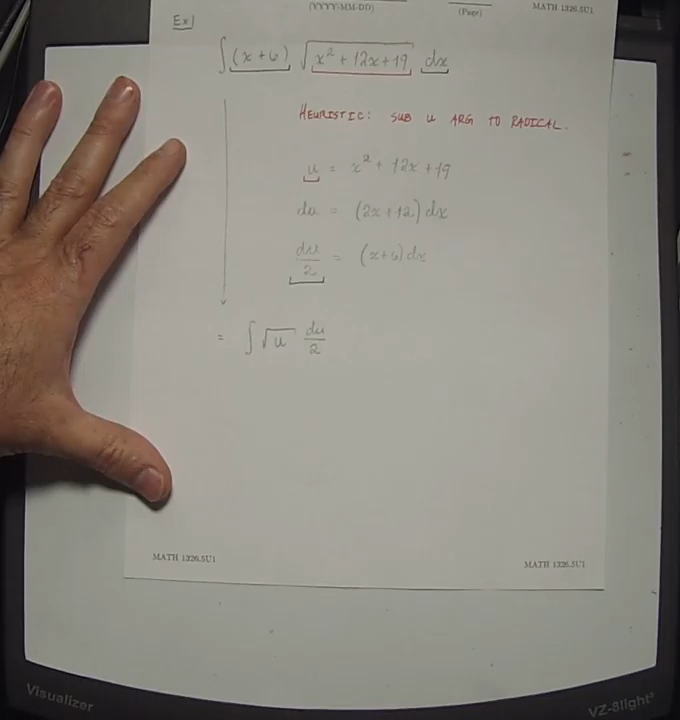 (YYYY-MM-DD)
(Page)
MATH 1326.5U1
Ex1
∫ (x+6) √(x² + 12x + 19) dx
HEURISTIC: SUB u ARG TO RADICAL.
u = x² + 12x + 19
du = (2x+12) dx
du/2 = (x+6) dx
= ∫ √u du/2
MATH 1326.5U1
MATH 1326.5U1
Visualizer
VZ-8light³